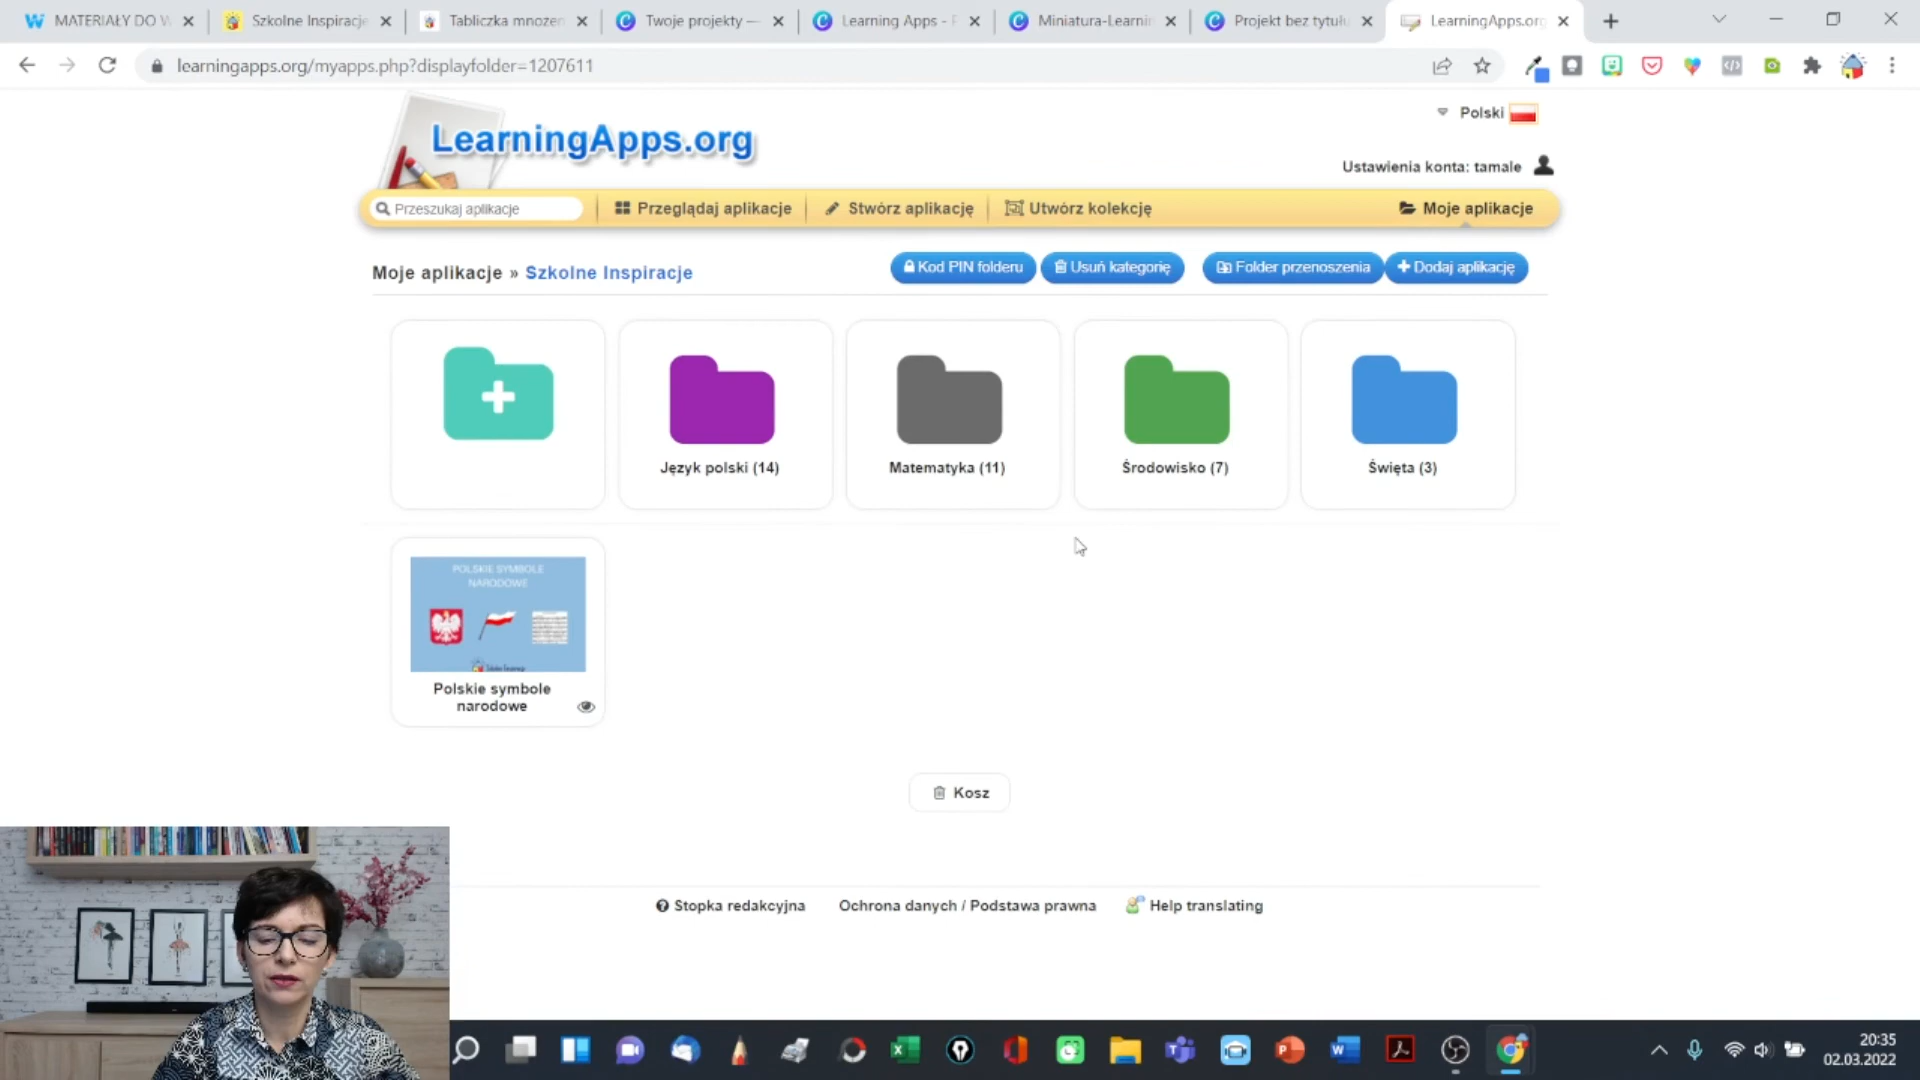 MATERIAŁY DO W
Szkolne Inspiracje
Tabliczka mnożen
Twoje projekty —
Learning Apps - P
Miniatura-Learnin
Projekt bez tytułu
LearningApps.org
learningapps.org/myapps.php?displayfolder=1207611
LearningApps.org
Polski
Ustawienia konta: tamale
Przeszukaj aplikacje
Przeglądaj aplikacje
Stwórz aplikację
Utwórz kolekcję
Moje aplikacje
Moje aplikacje » Szkolne Inspiracje
Kod PIN folderu
Usuń kategorię
Folder przenoszenia
Dodaj aplikację
Język polski (14)
Matematyka (11)
Środowisko (7)
Święta (3)
POLSKIE SYMBOLE
NARODOWE
Szkolne Inspiracje
Polskie symbole
narodowe
Kosz
Stopka redakcyjna
Ochrona danych / Podstawa prawna
Help translating
20:35
02.03.2022